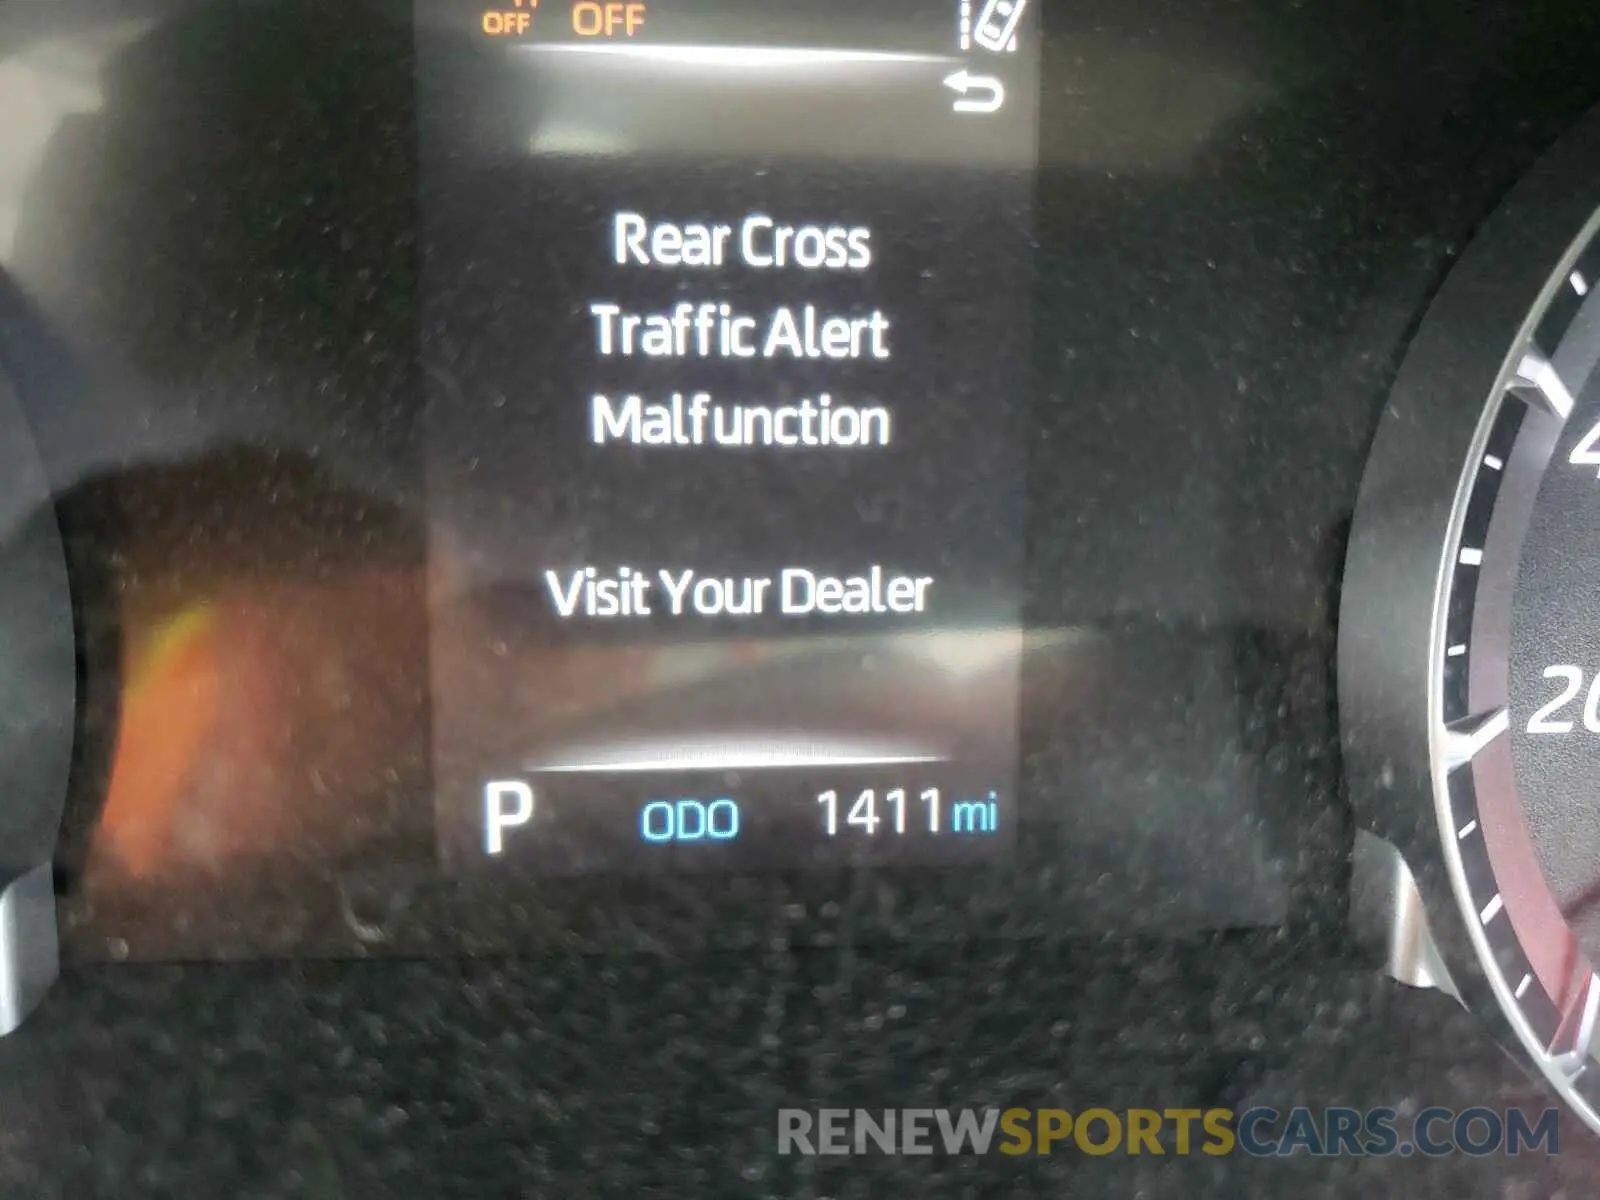 OFF OFF
Rear Cross
Traffic Alert
Malfunction
Visit Your Dealer
P ODO 1411 mi
RENEWSPORTSCARS.COM